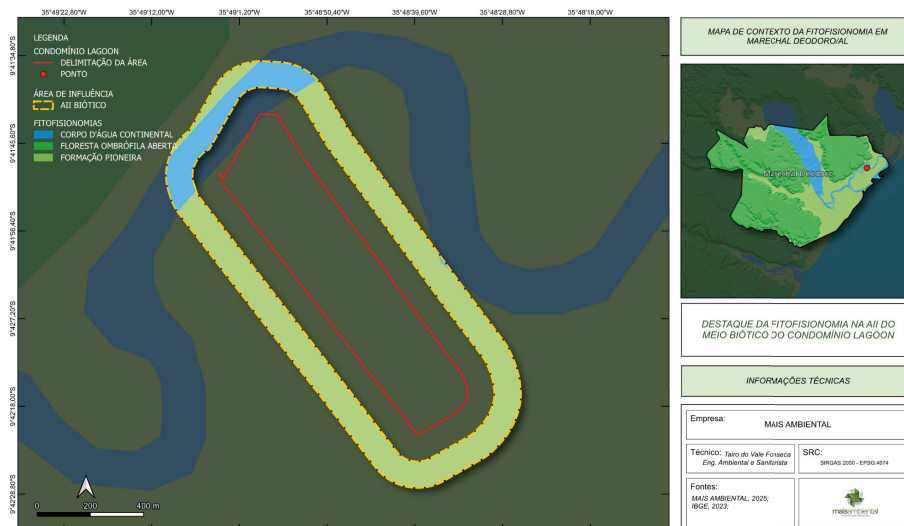 35°49'22,80"O 35°49'12,00"O 35°49'1,20"O 35°48'50,40"O 35°48'39,60"O 35°48'28,80"O 35°48'18,00"O
9°41'34,80"S
9°41'45,60"S
9°41'56,40"S
9°42'7,20"S
9°42'18,00"S
9°42'28,80"S
LEGENDA
CONDOMÍNIO LAGOON
DELIMITAÇÃO DA ÁREA
PONTO
ÁREA DE INFLUÊNCIA
AII BIÓTICO
FITOFISIONOMIAS
CORPO D'ÁGUA CONTINENTAL
FLORESTA OMBRÓFILA ABERTA
FORMAÇÃO PIONEIRA
0 200 400 m
MAPA DE CONTEXTO DA FITOFISIONOMIA EM
MARECHAL DEODORO/AL
Marechal Deodoro
DESTAQUE DA FITOFISIONOMIA NA AII DO
MEIO BIÓTICO DO CONDOMÍNIO LAGOON
INFORMAÇÕES TÉCNICAS
Empresa:
MAIS AMBIENTAL
Técnico: Tairo do Vale Fonseca
Eng. Ambiental e Sanitirista
SRC:
SIRGAS 2000 - EPSG:4674
Fontes:
MAIS AMBIENTAL, 2025;
IBGE, 2023;
maisambiental